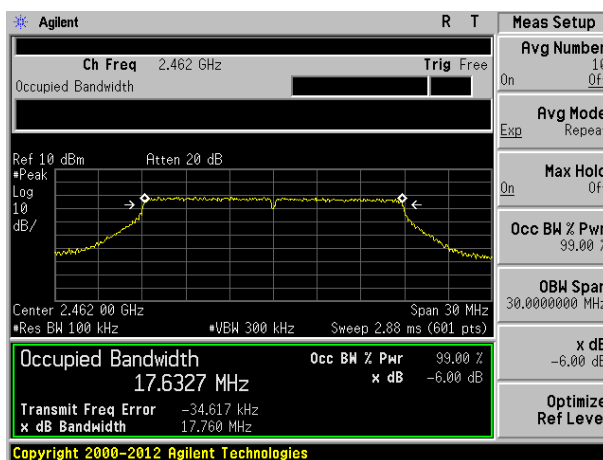 Agilent R T
Ch Freq 2.462 GHz Trig Free
Occupied Bandwidth
Ref 10 dBm Atten 20 dB
#Peak
Log
10
dB/
Center 2.462 00 GHz Span 30 MHz
#Res BW 100 kHz #VBW 300 kHz Sweep 2.88 ms (601 pts)
Occupied Bandwidth Occ BW % Pwr 99.00 %
17.6327 MHz x dB -6.00 dB
Transmit Freq Error -34.617 kHz
x dB Bandwidth 17.760 MHz
Copyright 2000-2012 Agilent Technologies
Meas Setup
Avg Number
10
On Of
Avg Mode
Exp Repeat
Max Hold
On Of
Occ BW % Pwr
99.00 %
OBW Span
30.0000000 MHz
x dB
-6.00 dB
Optimize
Ref Level